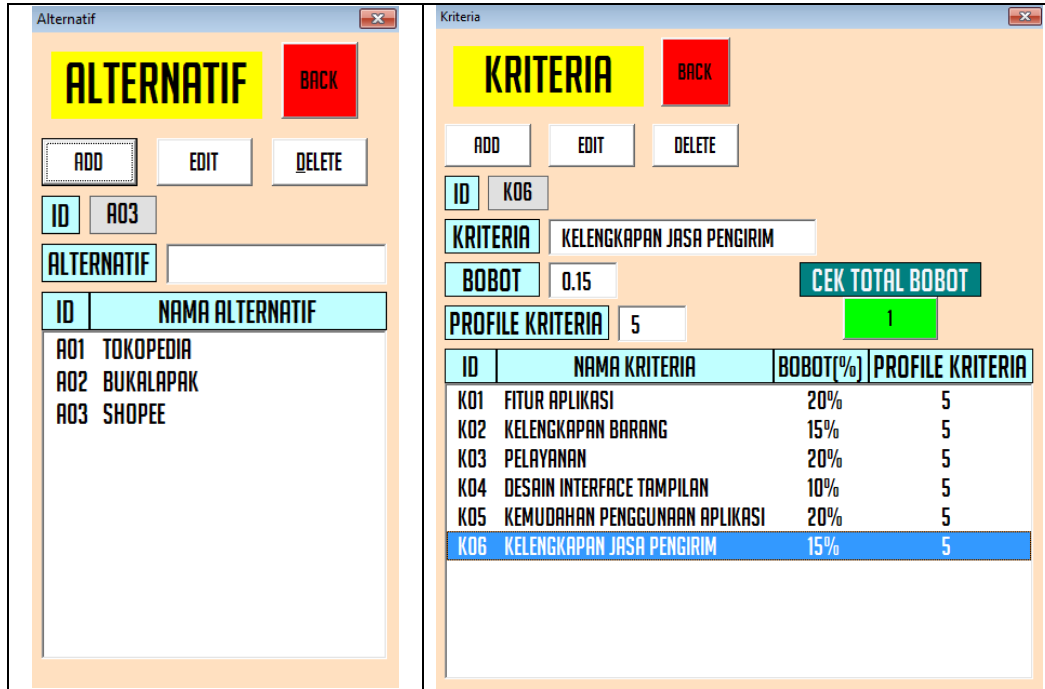 Alternatif
ALTERNATIF
BACK
ADD EDIT DELETE
ID A03
ALTERNATIF
ID NAMA ALTERNATIF
A01 TOKOPEDIA
A02 BUKALAPAK
A03 SHOPEE
Kriteria
KRITERIA
BACK
ADD EDIT DELETE
ID K06
KRITERIA KELENGKAPAN JASA PENGIRIM
BOBOT 0.15 CEK TOTAL BOBOT
PROFILE KRITERIA 5 1
ID NAMA KRITERIA BOBOT(%) PROFILE KRITERIA
K01 FITUR APLIKASI 20% 5
K02 KELENGKAPAN BARANG 15% 5
K03 PELAYANAN 20% 5
K04 DESAIN INTERFACE TAMPILAN 10% 5
K05 KEMUDAHAN PENGGUNAAN APLIKASI 20% 5
K06 KELENGKAPAN JASA PENGIRIM 15% 5